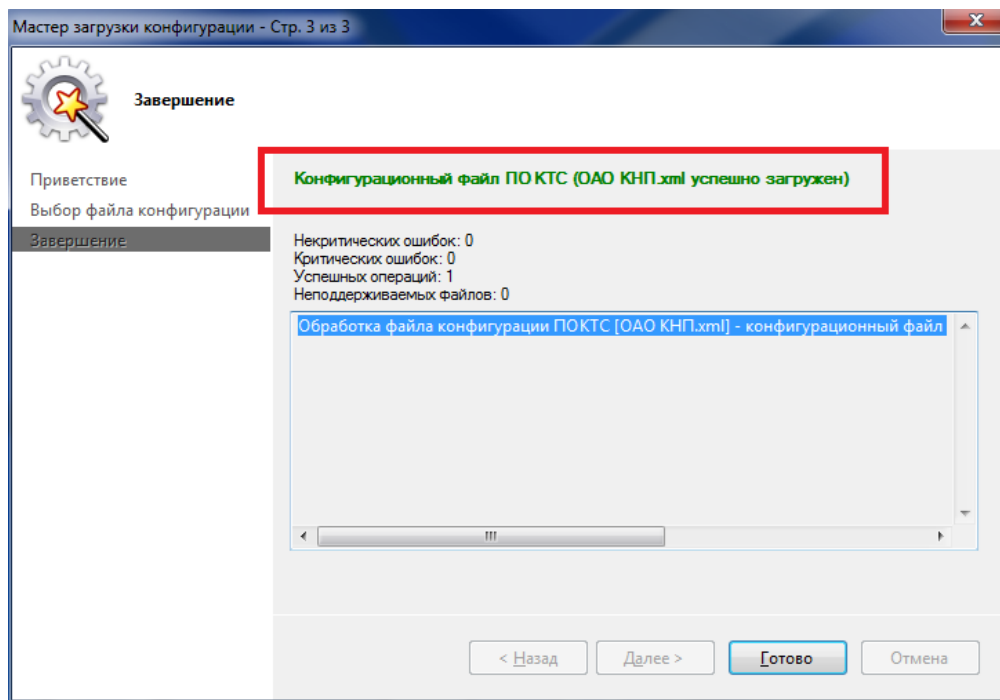 Мастер загрузки конфигурации - Стр. 3 из 3
Завершение
Приветствие
Выбор файла конфигурации
Завершение
Конфигурационный файл ПО КТС (ОАО КНП.xml успешно загружен)
Некритических ошибок: 0
Критических ошибок: 0
Успешных операций: 1
Неподдерживаемых файлов: 0
Обработка файла конфигурации ПО КТС [ОАО КНП.xml] - конфигурационный файл
< Назад
Далее >
Готово
Отмена